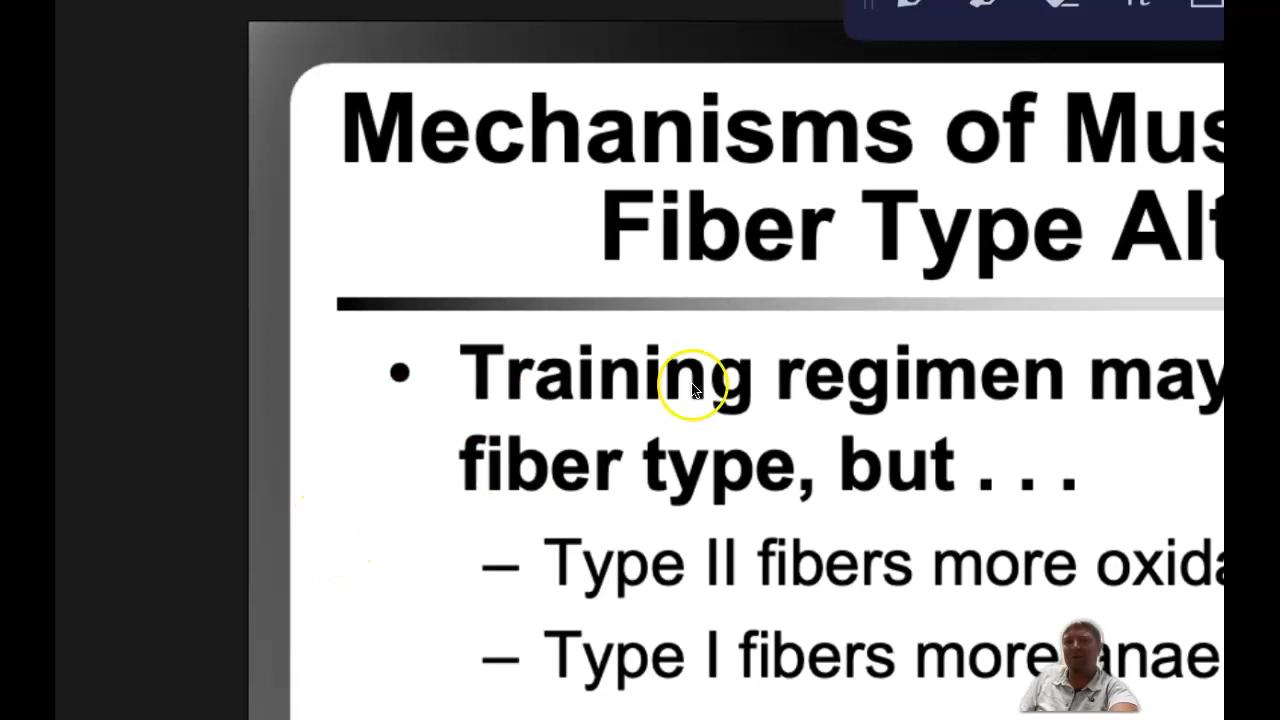 Mechanisms of Mus
Fiber Type Alt
• Training regimen may
fiber type, but . . .
– Type II fibers more oxida
– Type I fibers more anae